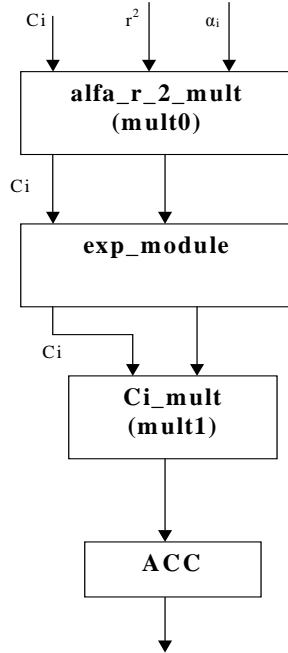 Ci r² αᵢ
alfa_r_2_mult
(mult0)
Ci
exp_module
Ci
Ci_mult
(mult1)
ACC